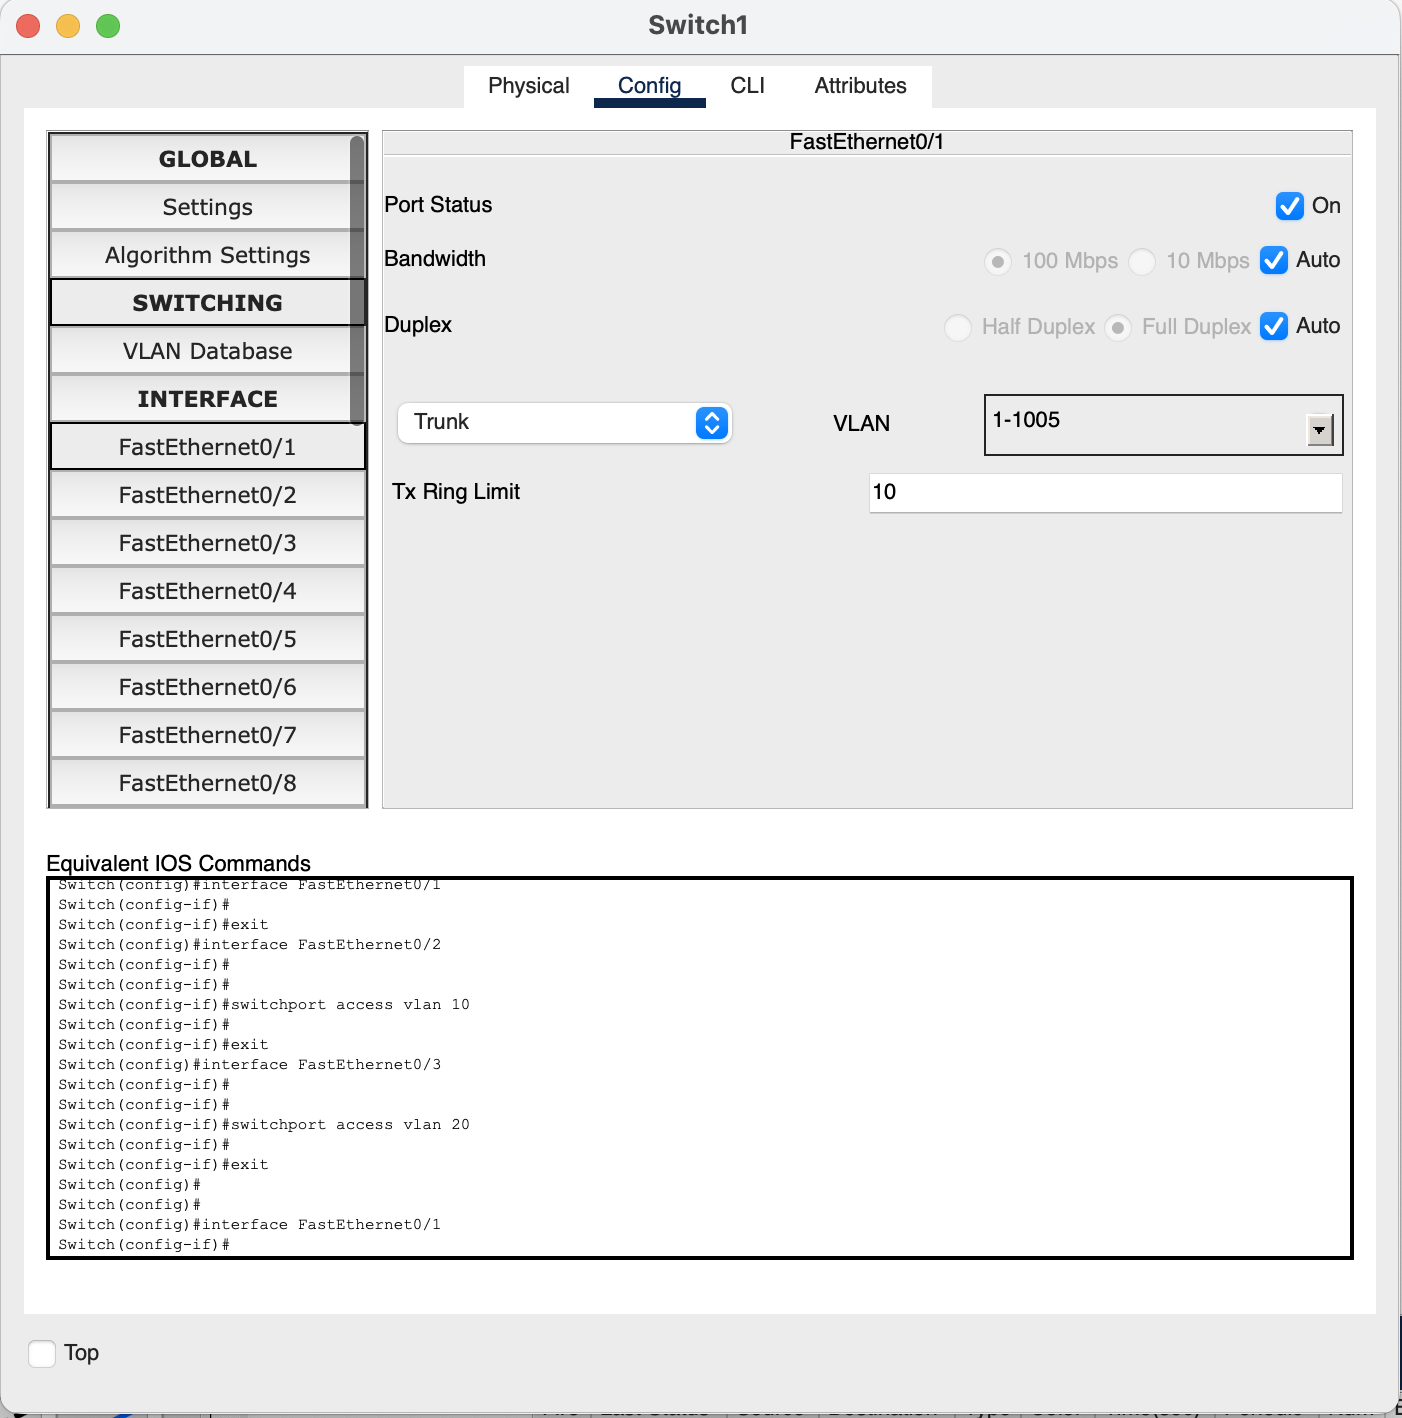 Switch1
Physical Config CLI Attributes
GLOBAL
Settings
Algorithm Settings
SWITCHING
VLAN Database
INTERFACE
FastEthernet0/1
FastEthernet0/2
FastEthernet0/3
FastEthernet0/4
FastEthernet0/5
FastEthernet0/6
FastEthernet0/7
FastEthernet0/8
FastEthernet0/1
Port Status On
Bandwidth 100 Mbps 10 Mbps Auto
Duplex Half Duplex Full Duplex Auto
Trunk VLAN 1-1005
Tx Ring Limit 10
Equivalent IOS Commands
Switch(config)#interface FastEthernet0/1
Switch(config-if)#
Switch(config-if)#exit
Switch(config)#interface FastEthernet0/2
Switch(config-if)#
Switch(config-if)#
Switch(config-if)#switchport access vlan 10
Switch(config-if)#
Switch(config-if)#exit
Switch(config)#interface FastEthernet0/3
Switch(config-if)#
Switch(config-if)#
Switch(config-if)#switchport access vlan 20
Switch(config-if)#
Switch(config-if)#exit
Switch(config)#
Switch(config)#
Switch(config)#interface FastEthernet0/1
Switch(config-if)#
Top